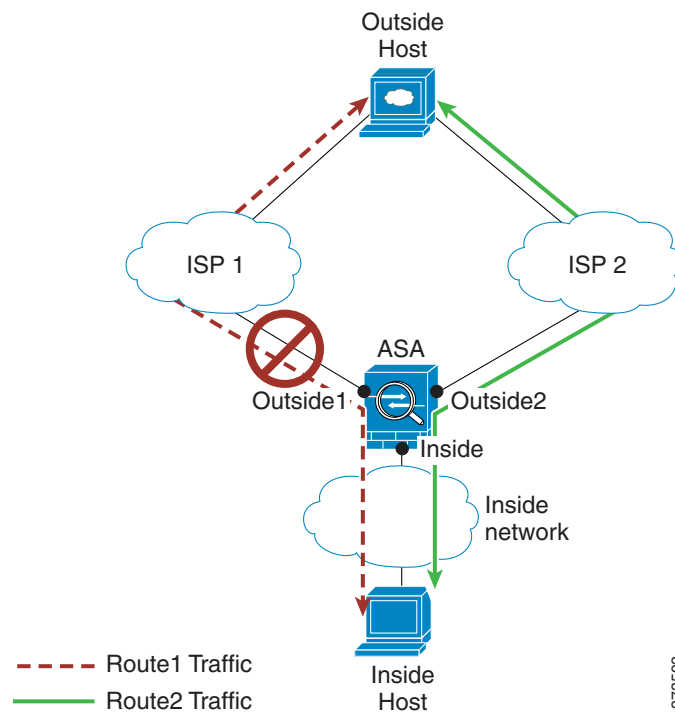 Outside
Host
ISP 1
ISP 2
ASA
Outside1
Outside2
Inside
Inside
network
Route1 Traffic
Route2 Traffic
Inside
Host